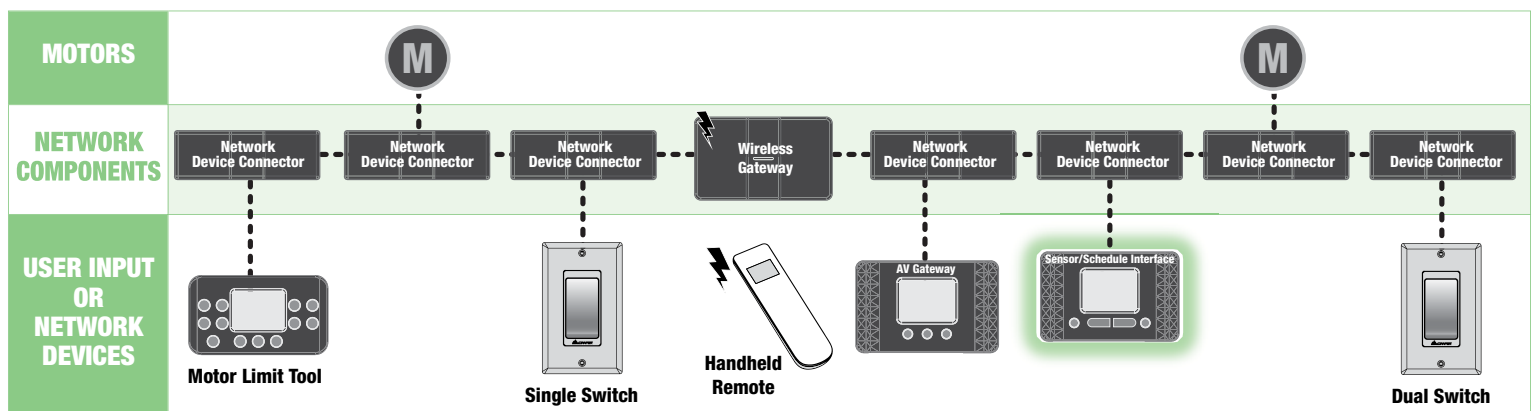 MOTORS
M
M
NETWORK
COMPONENTS
Network
Device Connector
Network
Device Connector
Network
Device Connector
Wireless
Gateway
Network
Device Connector
Network
Device Connector
Network
Device Connector
Network
Device Connector
USER INPUT
OR
NETWORK
DEVICES
Motor Limit Tool
Single Switch
Handheld
Remote
AV Gateway
Sensor/Schedule Interface
Dual Switch